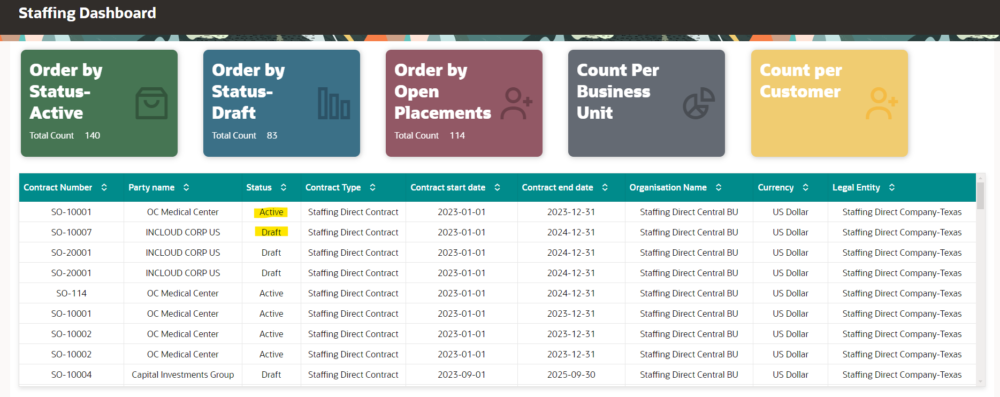 Staffing Dashboard
Order by
Status-
Active
Total Count 140
Order by
Status-
Draft
Total Count 83
Order by
Open
Placements
Total Count 114
Count Per
Business
Unit
Count per
Customer
Contract Number Party name Status Contract Type Contract start date Contract end date Organisation Name Currency Legal Entity
SO-10001 OC Medical Center Active Staffing Direct Contract 2023-01-01 2023-12-31 Staffing Direct Central BU US Dollar Staffing Direct Company-Texas
SO-10007 INCLOUD CORP US Draft Staffing Direct Contract 2023-01-01 2024-12-31 Staffing Direct Central BU US Dollar Staffing Direct Company-Texas
SO-20001 INCLOUD CORP US Draft Staffing Direct Contract 2023-01-01 2024-12-31 Staffing Direct Central BU US Dollar Staffing Direct Company-Texas
SO-20001 INCLOUD CORP US Draft Staffing Direct Contract 2023-01-01 2024-12-31 Staffing Direct Central BU US Dollar Staffing Direct Company-Texas
SO-114 OC Medical Center Active Staffing Direct Contract 2023-01-01 2024-12-31 Staffing Direct Central BU US Dollar Staffing Direct Company-Texas
SO-10001 OC Medical Center Active Staffing Direct Contract 2023-01-01 2023-12-31 Staffing Direct Central BU US Dollar Staffing Direct Company-Texas
SO-10002 OC Medical Center Active Staffing Direct Contract 2023-01-01 2023-12-31 Staffing Direct Central BU US Dollar Staffing Direct Company-Texas
SO-10002 OC Medical Center Active Staffing Direct Contract 2023-01-01 2023-12-31 Staffing Direct Central BU US Dollar Staffing Direct Company-Texas
SO-10004 Capital Investments Group Draft Staffing Direct Contract 2023-09-01 2025-09-30 Staffing Direct Central BU US Dollar Staffing Direct Company-Texas